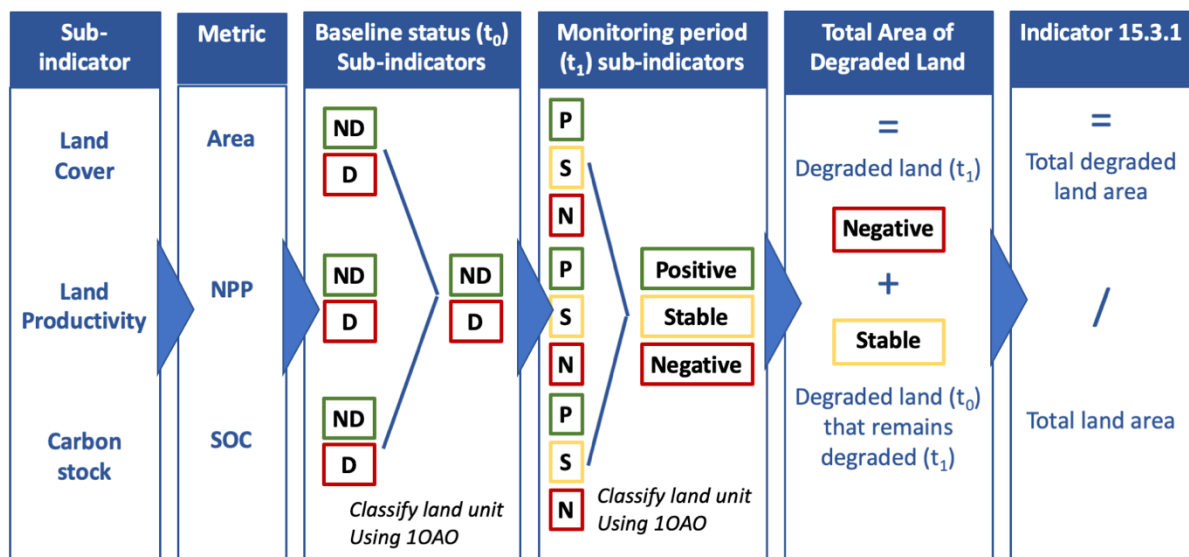 Sub-
indicator
Land
Cover
Land
Productivity
Carbon
stock
Metric
Area
NPP
SOC
Baseline status (t₀)
Sub-indicators
ND
D
ND
D
ND
D
ND
D
Classify land unit
Using 1OAO
Monitoring period
(t₁) sub-indicators
P
S
N
P
S
N
P
S
N
Positive
Stable
Negative
Classify land unit
Using 1OAO
Total Area of
Degraded Land
=
Degraded land (t₁)
Negative
+
Stable
Degraded land (t₀)
that remains
degraded (t₁)
Indicator 15.3.1
=
Total degraded
land area
/
Total land area